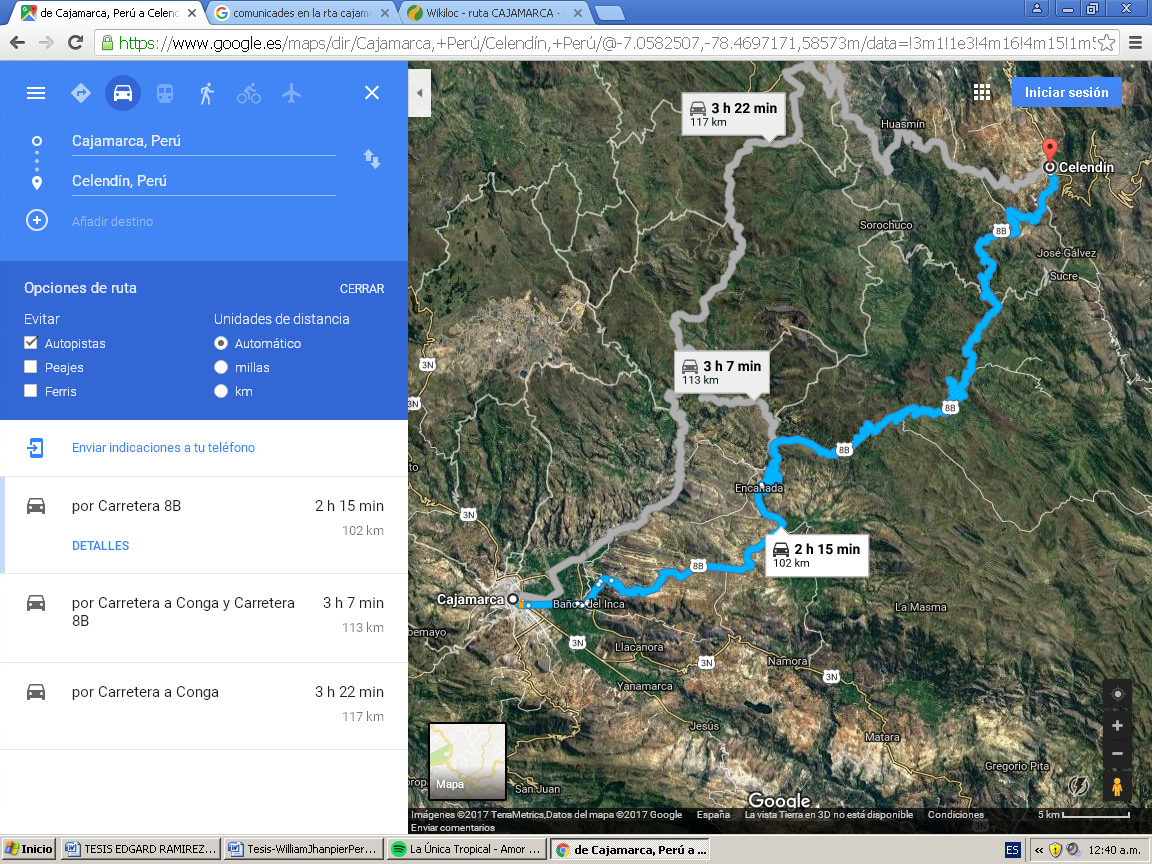 de Cajamarca, Perú a Celend
comunicades en la rta cajam
Wikiloc - ruta CAJAMARCA -
https://www.google.es/maps/dir/Cajamarca,+Perú/Celendín,+Perú/@-7.0582507,-78.4697171,58573m/data=!3m1!1e3!4m16!4m15!1m5
Cajamarca, Perú
Celendín, Perú
Añadir destino
Opciones de ruta
CERRAR
Evitar
Unidades de distancia
Autopistas
Automático
Peajes
millas
Ferris
km
Enviar indicaciones a tu teléfono
por Carretera 8B
2 h 15 min
102 km
DETALLES
por Carretera a Conga y Carretera
8B
3 h 7 min
113 km
por Carretera a Conga
3 h 22 min
117 km
Iniciar sesión
3 h 22 min
117 km
Huasmín
Celendín
Sorochuco
8B
José Gálvez
Sucre
3N
3 h 7 min
113 km
3N
8B
8B
Encañada
3N
2 h 15 min
102 km
8B
Cajamarca
Baños del Inca
La Masma
3N
Llacanora
3N
Namora
3N
Yanamarca
Jesús
Matara
Gregorio Pita
Mapa
San Juan
Google
Imágenes ©2017 TerraMetrics,Datos del mapa ©2017 Google
España
La vista Tierra en 3D no está disponible
Condiciones
5 km
Enviar comentarios
Inicio
TESIS EDGARD RAMIREZ...
Tesis-WilliamJhanpierPer...
La Única Tropical - Amor ...
de Cajamarca, Perú a ...
ES
12:40 a.m.